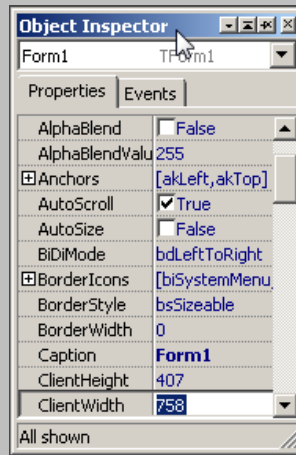 Object Inspector
Form1 TForm1
Properties Events
AlphaBlend False
AlphaBlendValu 255
Anchors [akLeft,akTop]
AutoScroll True
AutoSize False
BiDiMode bdLeftToRight
BorderIcons [biSystemMenu,
BorderStyle bsSizeable
BorderWidth 0
Caption Form1
ClientHeight 407
ClientWidth 758
All shown